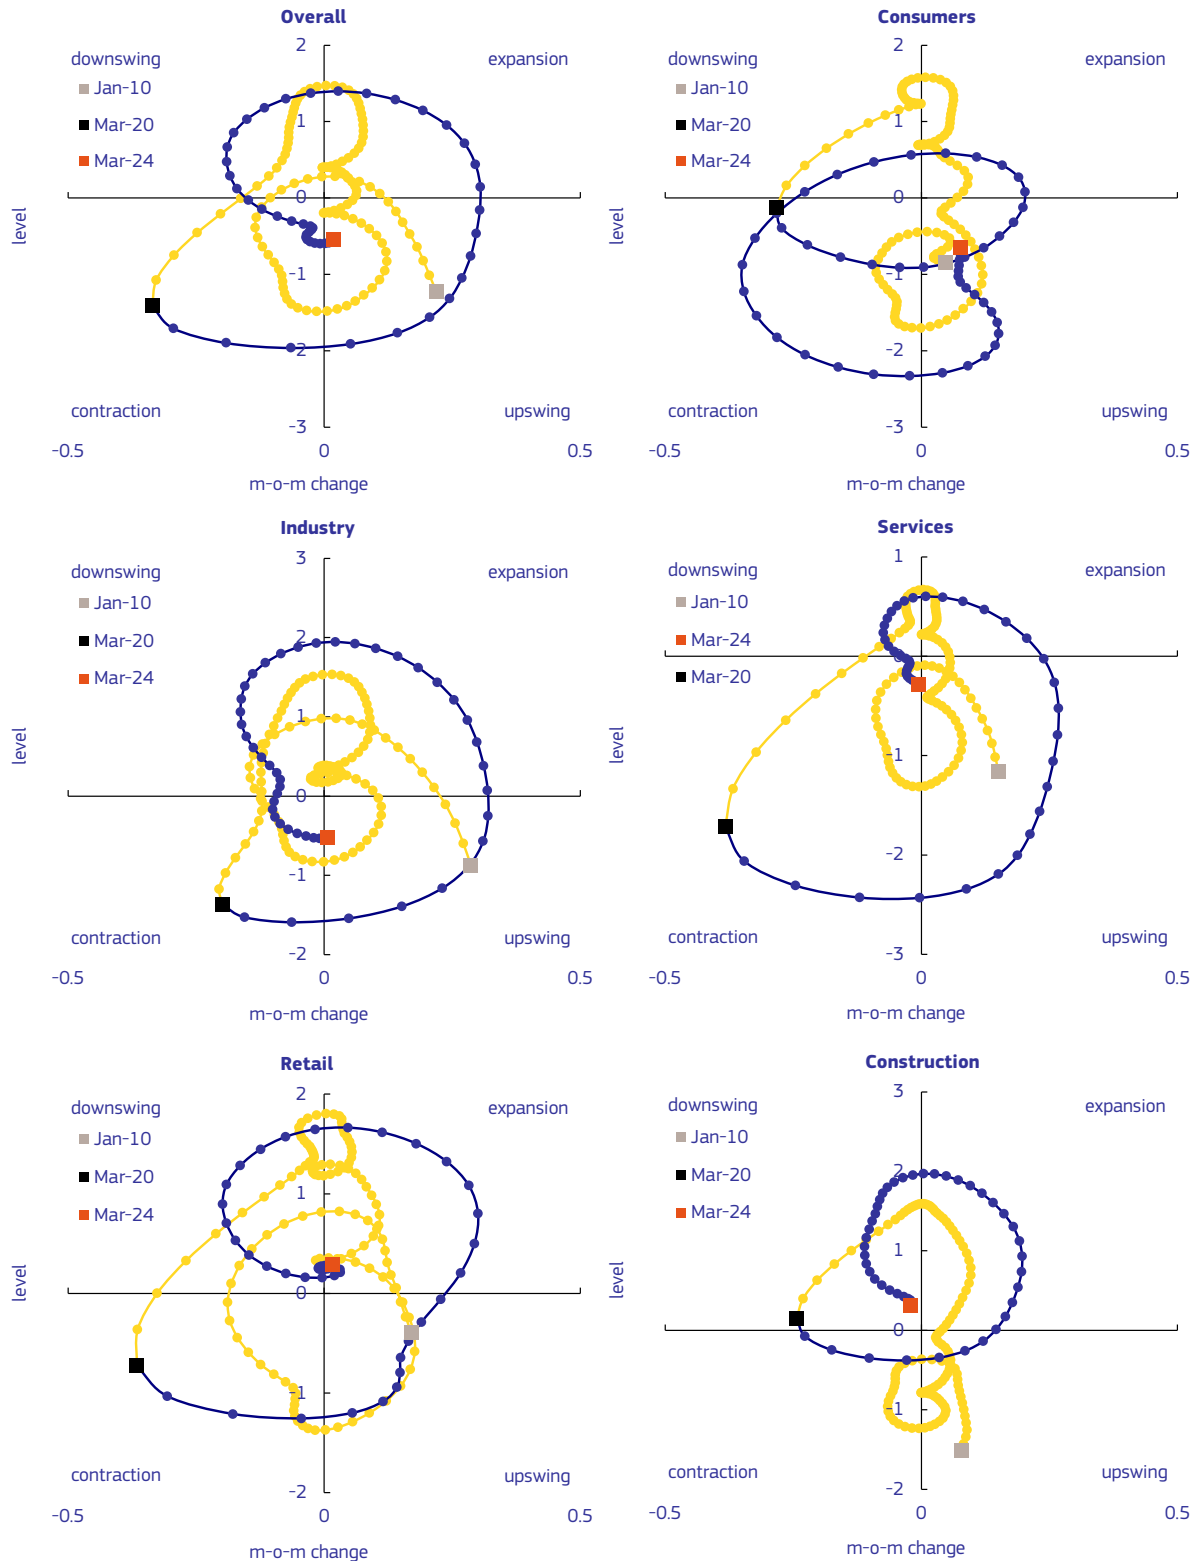 Overall
2
downswing
expansion
Jan-10
Mar-20
Mar-24
1
0
-1
-2
-3
level
contraction
upswing
-0.5
0
0.5
m-o-m change
Consumers
2
downswing
expansion
Jan-10
Mar-20
Mar-24
1
0
-1
-2
-3
level
contraction
upswing
-0.5
0
0.5
m-o-m change
Industry
3
downswing
expansion
Jan-10
Mar-20
Mar-24
2
1
0
-1
-2
level
contraction
upswing
-0.5
0
0.5
m-o-m change
Services
1
downswing
expansion
Jan-10
Mar-24
Mar-20
0
-1
-2
-3
level
contraction
upswing
-0.5
0
0.5
m-o-m change
Retail
2
downswing
expansion
Jan-10
Mar-20
Mar-24
1
0
-1
-2
level
contraction
upswing
-0.5
0
0.5
m-o-m change
Construction
3
downswing
expansion
Jan-10
Mar-20
Mar-24
2
1
0
-1
-2
level
contraction
upswing
-0.5
0
0.5
m-o-m change